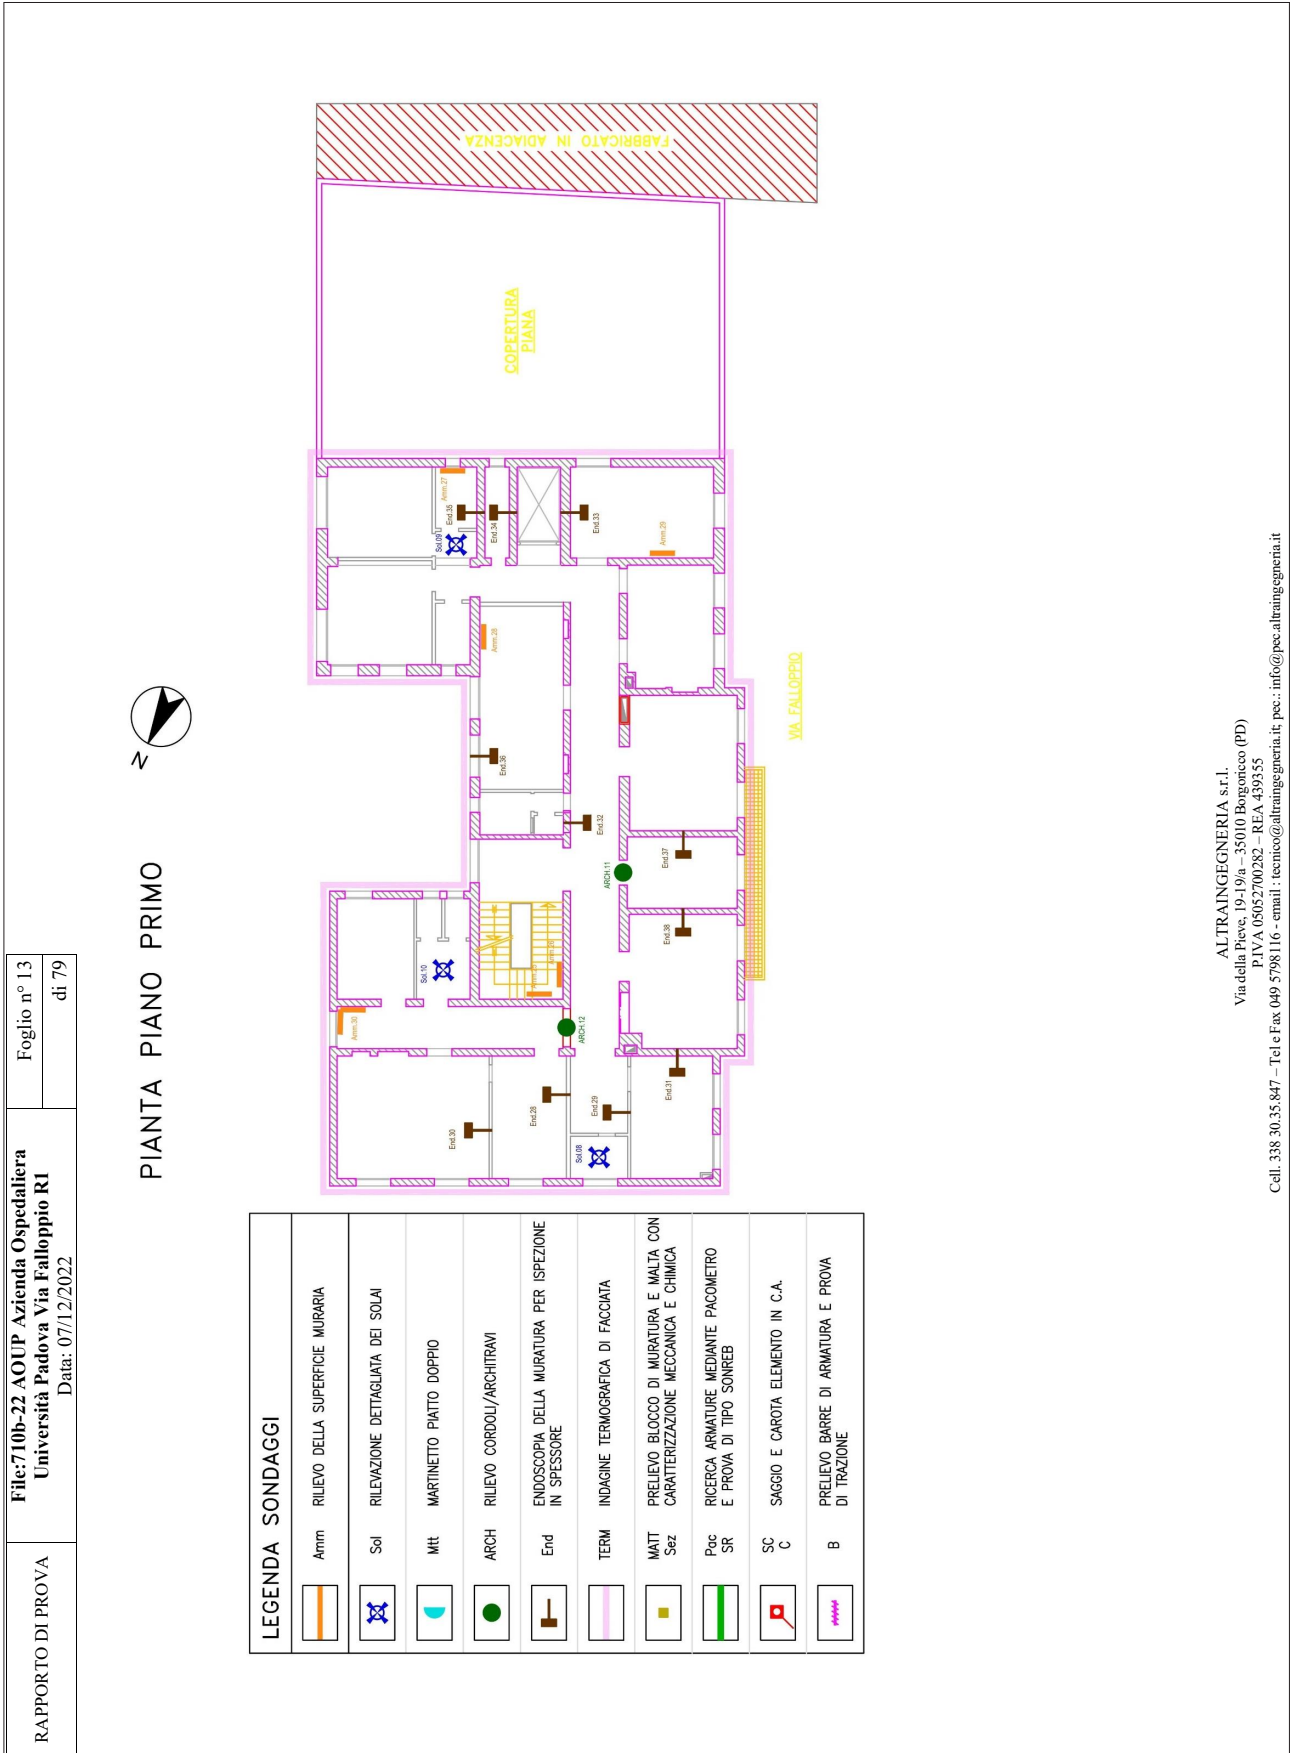 RAPPORTO DI PROVA
File:710b-22 AOUP Azienda Ospedaliera
Università Padova Via Falloppio R1
Data: 07/12/2022
Foglio n° 13
di 79
PIANTA PIANO PRIMO
N
FABBRICATO IN ADIACENZA
COPERTURA
PIANA
VIA FALLOPPIO
Amm.27
End.35
Sol.09
End.34
End.33
Amm.29
Amm.28
End.36
End.32
ARCH.11
End.37
End.38
Sol.10
Amm.30
ARCH.12
End.31
End.30
End.28
End.29
Sol.08
LEGENDA SONDAGGI
Amm RILIEVO DELLA SUPERFICIE MURARIA
Sol RILEVAZIONE DETTAGLIATA DEI SOLAI
Mtt MARTINETTO PIATTO DOPPIO
ARCH RILIEVO CORDOLI/ARCHITRAVI
End ENDOSCOPIA DELLA MURATURA PER ISPEZIONE
IN SPESSORE
TERM INDAGINE TERMOGRAFICA DI FACCIATA
MATT PRELIEVO BLOCCO DI MURATURA E MALTA CON
Sez CARATTERIZZAZIONE MECCANICA E CHIMICA
Pac RICERCA ARMATURE MEDIANTE PACOMETRO
SR E PROVA DI TIPO SONREB
SC
C SAGGIO E CAROTA ELEMENTO IN C.A.
B PRELIEVO BARRE DI ARMATURA E PROVA
DI TRAZIONE
ALTRAINGEGNERIA s.r.l.
Via della Pieve, 19-19/a – 35010 Borgoricco (PD)
P.IVA 05052700282 – REA 439355
Cell. 338 30.35.847 – Tel e Fax 049 5798116 - email : tecnico@altraingegneria.it; pec.: info@pec.altraingegneria.it